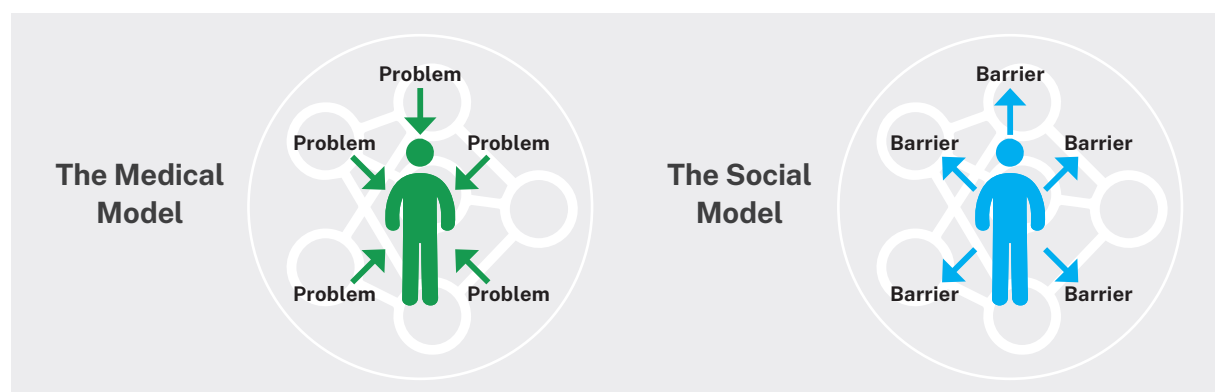 The Medical
Model
Problem
Problem
Problem
Problem
Problem
The Social
Model
Barrier
Barrier
Barrier
Barrier
Barrier